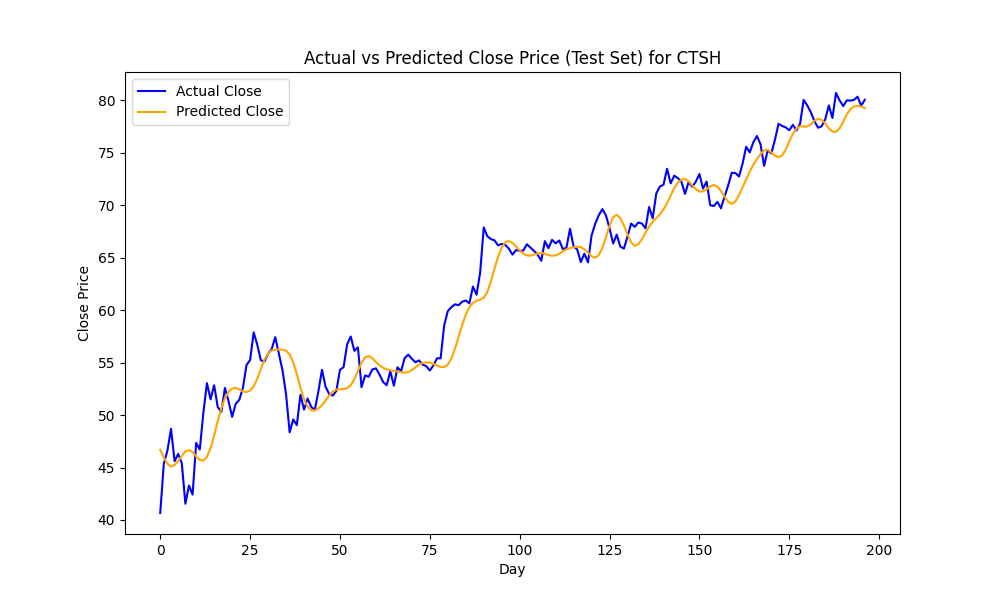 Actual vs Predicted Close Price (Test Set) for CTSH
Actual Close
Predicted Close
80
75
70
65
60
55
50
45
40
Close Price
0 25 50 75 100 125 150 175 200
Day